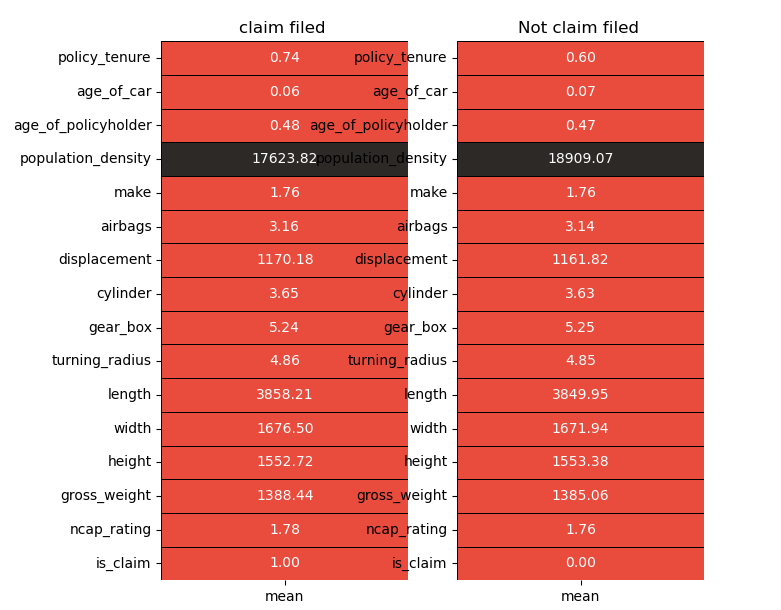 claim filed Not claim filed
policy_tenure 0.74 policy_tenure 0.60
age_of_car 0.06 age_of_car 0.07
age_of_policyholder 0.48 age_of_policyholder 0.47
population_density 17623.82 population_density 18909.07
make 1.76 make 1.76
airbags 3.16 airbags 3.14
displacement 1170.18 displacement 1161.82
cylinder 3.65 cylinder 3.63
gear_box 5.24 gear_box 5.25
turning_radius 4.86 turning_radius 4.85
length 3858.21 length 3849.95
width 1676.50 width 1671.94
height 1552.72 height 1553.38
gross_weight 1388.44 gross_weight 1385.06
ncap_rating 1.78 ncap_rating 1.76
is_claim 1.00 is_claim 0.00
mean mean